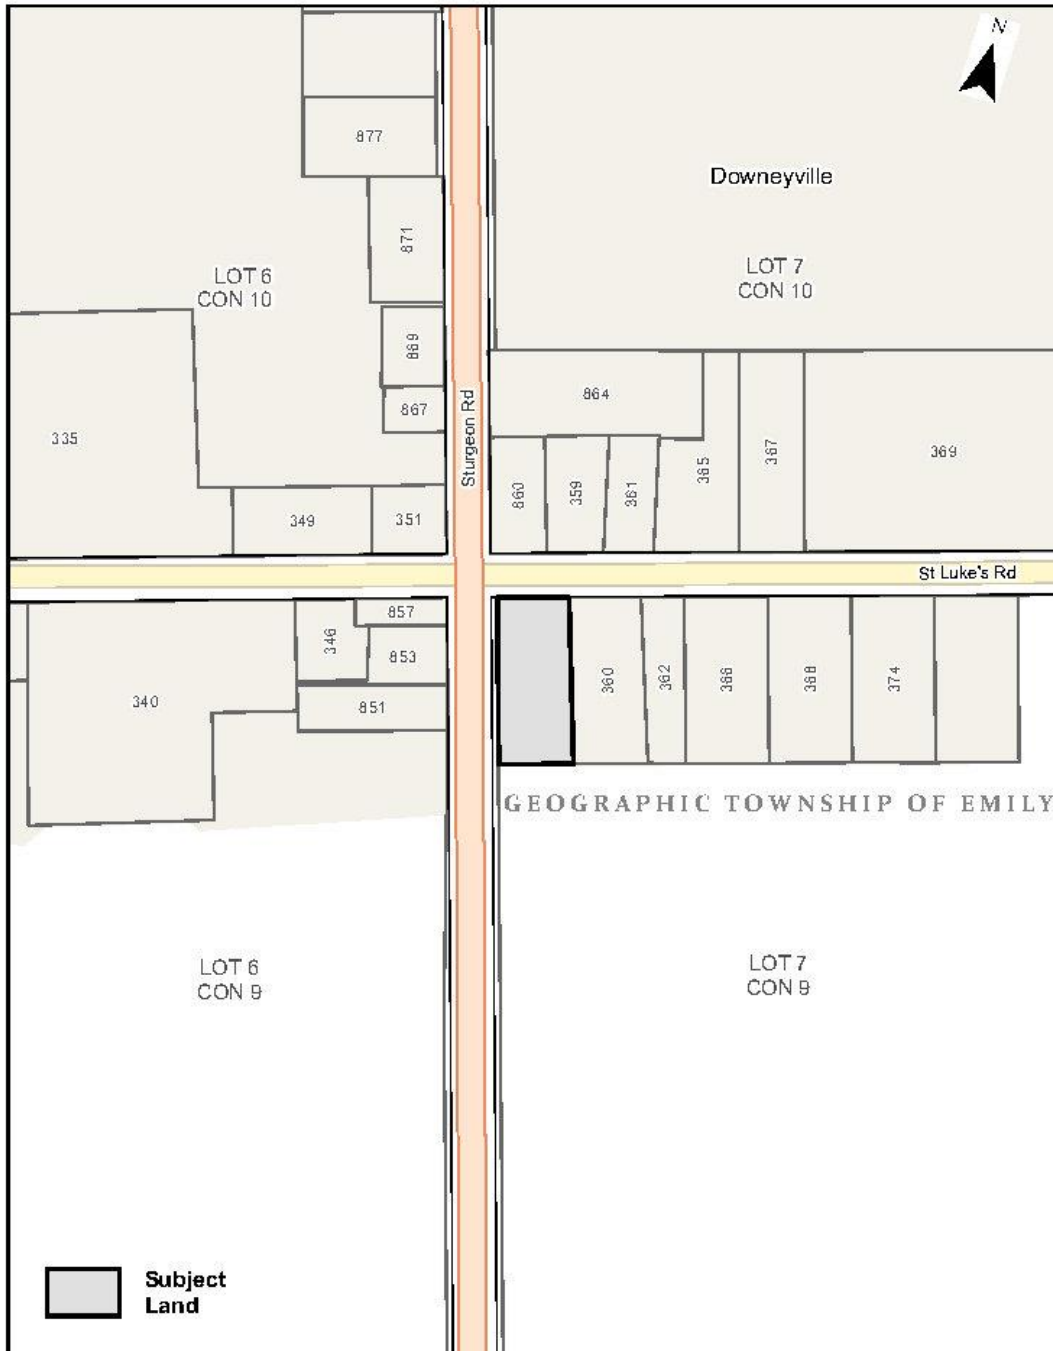 N
877
Downeyville
871
LOT 6
CON 10
LOT 7
CON 10
869
867
864
335
Sturgeon Rd
349
351
860
359
361
365
367
369
St Luke's Rd
857
346
853
340
851
360
362
366
368
374
GEOGRAPHIC TOWNSHIP OF EMILY
LOT 6
CON 9
LOT 7
CON 9
Subject
Land